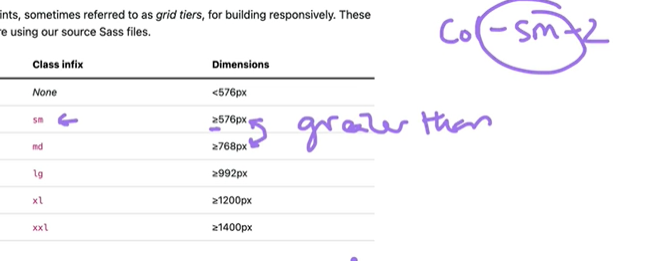 ints, sometimes referred to as grid tiers, for building responsively. These
e using our source Sass files.
Col-sm-2
Class infix Dimensions
None <576px
sm ≥576px
greater than
md ≥768px
lg ≥992px
xl ≥1200px
xxl ≥1400px